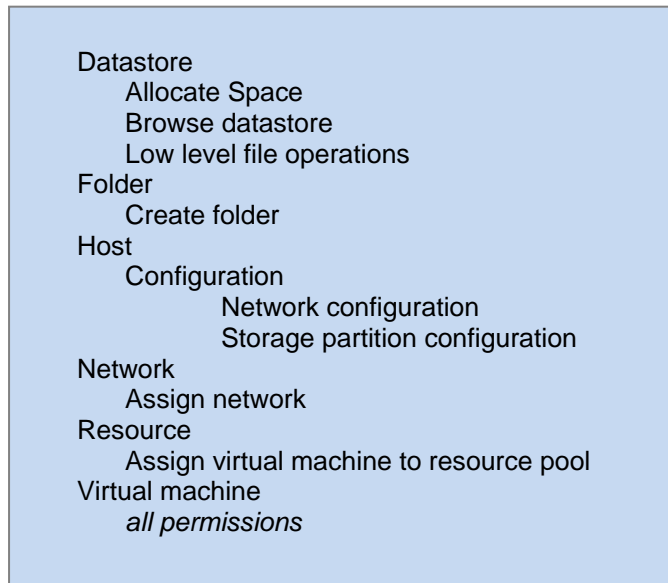 Datastore
Allocate Space
Browse datastore
Low level file operations
Folder
Create folder
Host
Configuration
Network configuration
Storage partition configuration
Network
Assign network
Resource
Assign virtual machine to resource pool
Virtual machine
all permissions